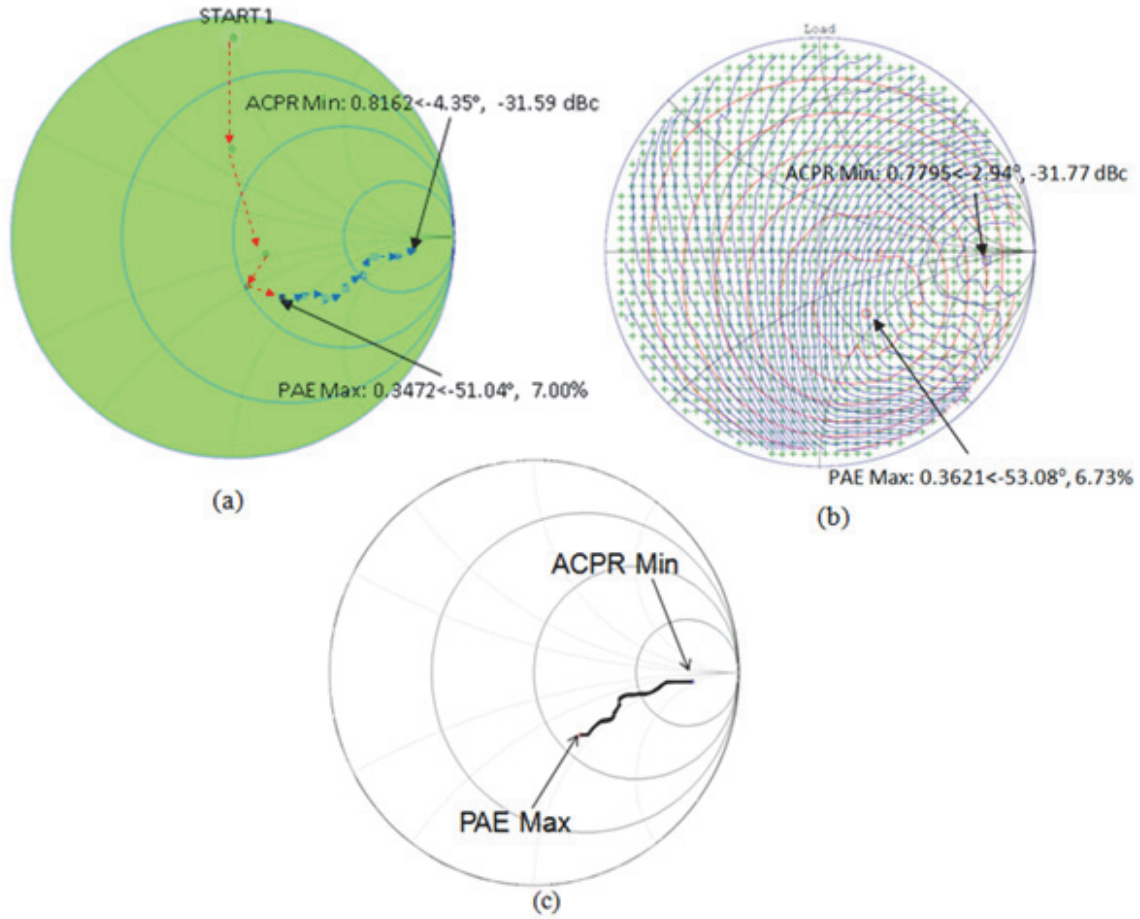 START1
ACPR Min: 0.8162<-4.35°, -31.59 dBc
PAE Max: 0.3472<-51.04°, 7.00%
(a)
Load
ACPR Min: 0.7795<-2.94°, -31.77 dBc
PAE Max: 0.3621<-53.08°, 6.73%
(b)
ACPR Min
PAE Max
(c)